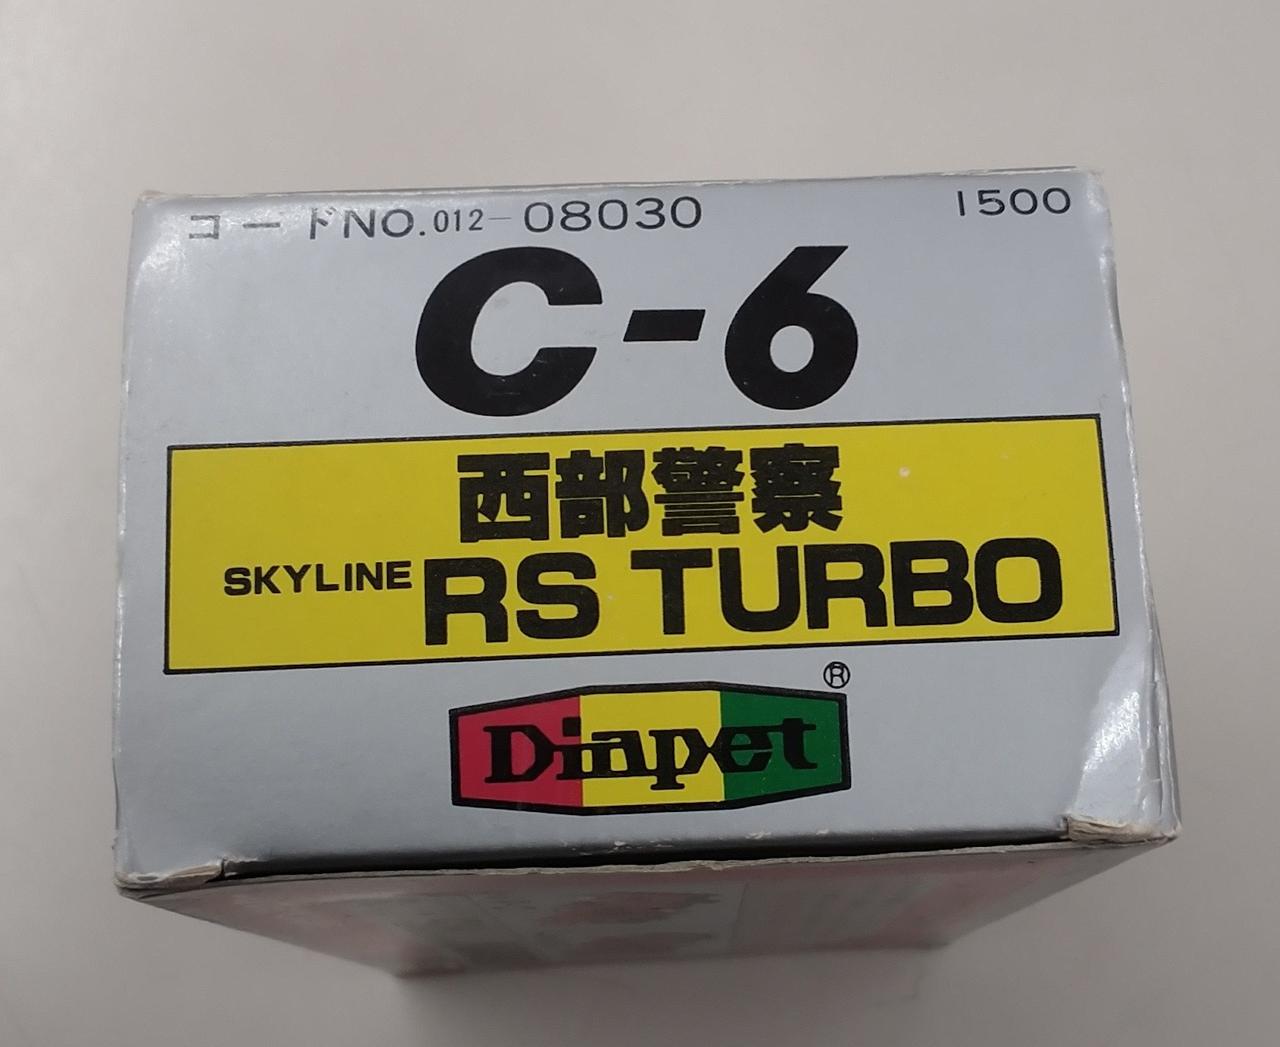 コードNO.012-08030 1500
C-6
西部警察
SKYLINE RS TURBO
®
Diapet